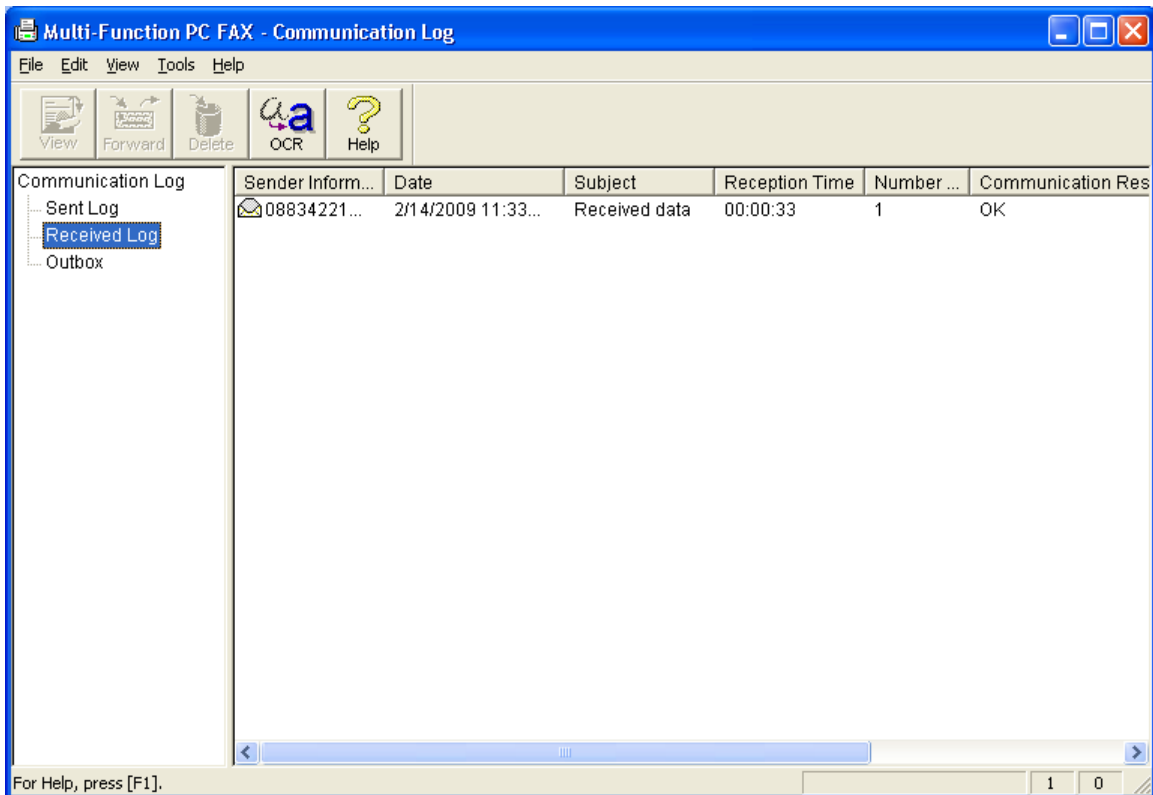 Multi-Function PC FAX - Communication Log
File Edit View Tools Help
View Forward Delete OCR Help
Communication Log
Sent Log
Received Log
Outbox
Sender Inform... Date Subject Reception Time Number ... Communication Res
08834221... 2/14/2009 11:33... Received data 00:00:33 1 OK
For Help, press [F1]. 1 0